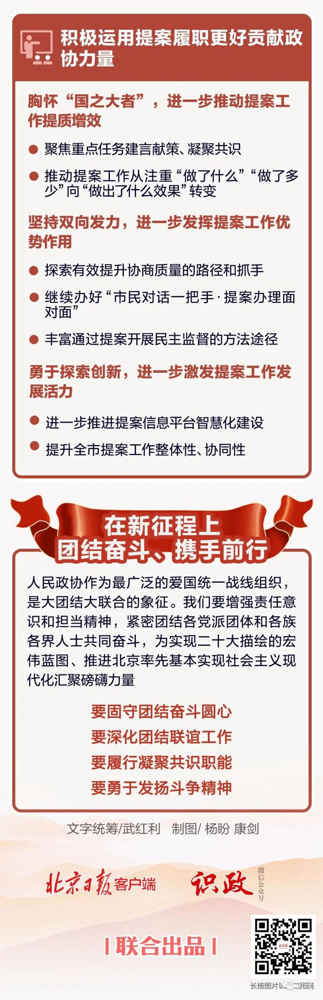 积极运用提案履职更好贡献政
协力量
胸怀“国之大者”，进一步推动提案工
作提质增效
聚焦重点任务建言献策、凝聚共识
推动提案工作从注重“做了什么”“做了多
少”向“做出了什么效果”转变
坚持双向发力，进一步发挥提案工作优
势作用
探索有效提升协商质量的路径和抓手
继续办好“市民对话一把手·提案办理面
对面”
丰富通过提案开展民主监督的方法途径
勇于探索创新，进一步激发提案工作发
展活力
进一步推进提案信息平台智慧化建设
提升全市提案工作整体性、协同性
在新征程上
团结奋斗、携手前行
人民政协作为最广泛的爱国统一战线组织，
是大团结大联合的象征。我们要增强责任意
识和担当精神，紧密团结各党派团体和各族
各界人士共同奋斗，为实现二十大描绘的宏
伟蓝图、推进北京率先基本实现社会主义现
代化汇聚磅礴力量
要固守团结奋斗圆心
要深化团结联谊工作
要履行凝聚共识职能
要勇于发扬斗争精神
文字统筹/武红利 制图/ 杨盼 康剑
北京日报客户端
识政
微信公众号
联合出品
长按图片识别二维码